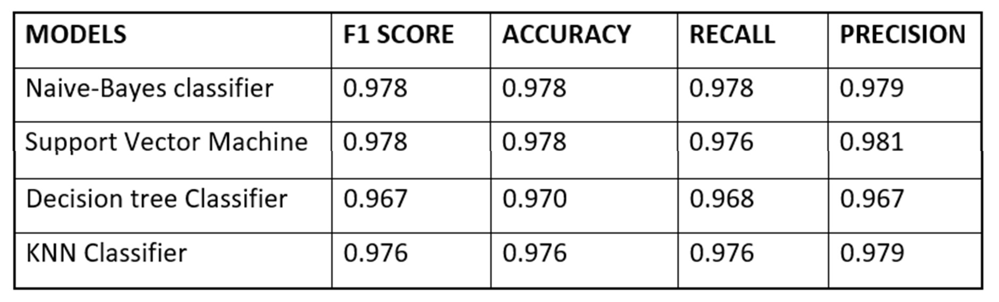 MODELS F1 SCORE ACCURACY RECALL PRECISION
Naive-Bayes classifier 0.978 0.978 0.978 0.979
Support Vector Machine 0.978 0.978 0.976 0.981
Decision tree Classifier 0.967 0.970 0.968 0.967
KNN Classifier 0.976 0.976 0.976 0.979